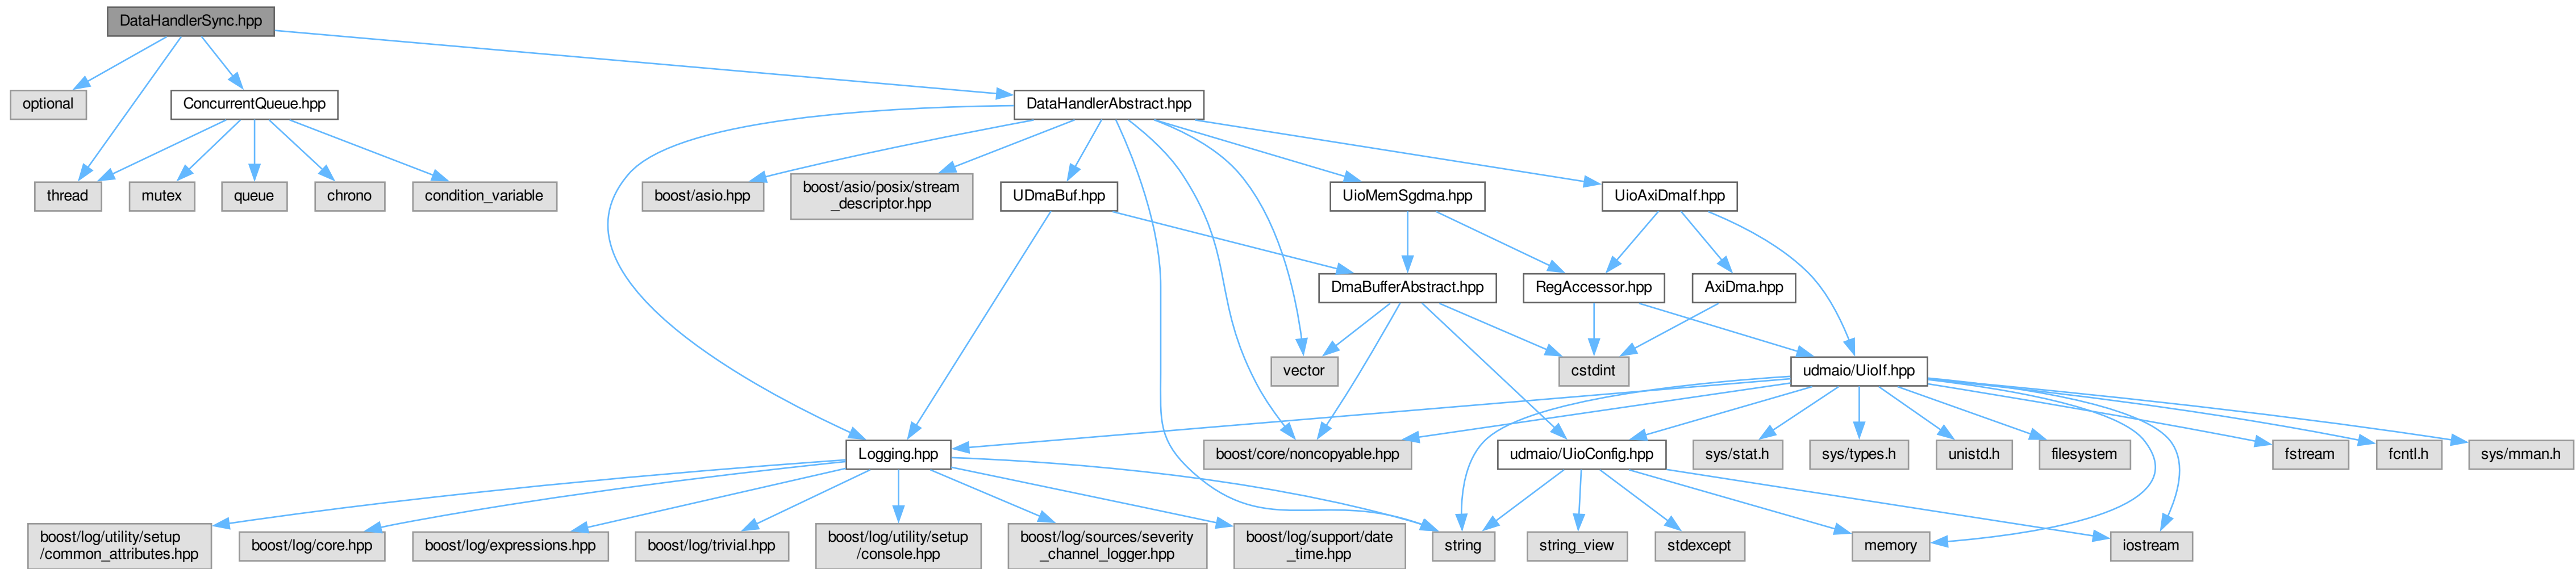 DataHandlerSync.hpp
optional
ConcurrentQueue.hpp
DataHandlerAbstract.hpp
thread
mutex
queue
chrono
condition_variable
boost/asio.hpp
boost/asio/posix/stream
_descriptor.hpp
UDmaBuf.hpp
UioMemSgdma.hpp
UioAxiDmaIf.hpp
DmaBufferAbstract.hpp
RegAccessor.hpp
AxiDma.hpp
vector
cstdint
udmaio/UioIf.hpp
Logging.hpp
boost/core/noncopyable.hpp
udmaio/UioConfig.hpp
sys/stat.h
sys/types.h
unistd.h
filesystem
fstream
fcntl.h
sys/mman.h
boost/log/utility/setup
/common_attributes.hpp
boost/log/core.hpp
boost/log/expressions.hpp
boost/log/trivial.hpp
boost/log/utility/setup
/console.hpp
boost/log/sources/severity
_channel_logger.hpp
boost/log/support/date
_time.hpp
string
string_view
stdexcept
memory
iostream